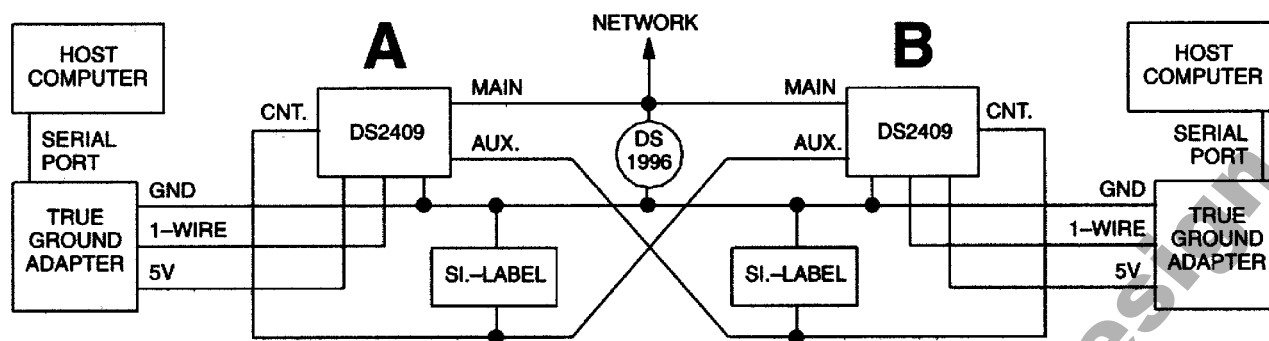 NETWORK
A
B
HOST
COMPUTER
HOST
COMPUTER
CNT.
MAIN
MAIN
CNT.
DS2409
DS2409
SERIAL
PORT
AUX.
DS
1996
AUX.
SERIAL
PORT
GND
GND
TRUE
GROUND
ADAPTER
1–WIRE
1–WIRE
TRUE
GROUND
ADAPTER
5V
SI.–LABEL
SI.–LABEL
5V
esign